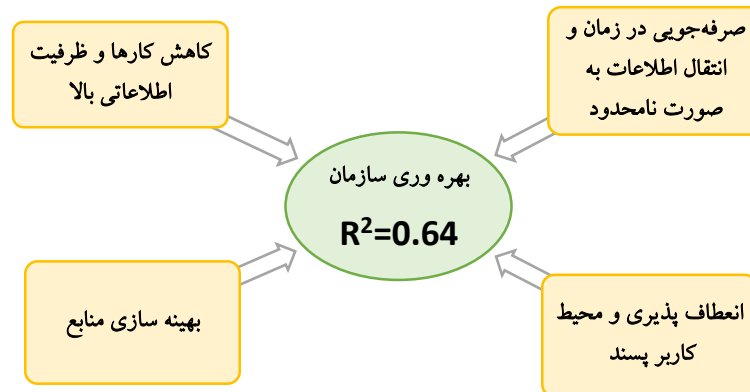 صرفه‌جویی در زمان و
انتقال اطلاعات به
صورت نامحدود
کاهش کارها و ظرفیت
اطلاعاتی بالا
بهره وری سازمان
R²=0.64
انعطاف پذیری و محیط
کاربر پسند
بهینه سازی منابع